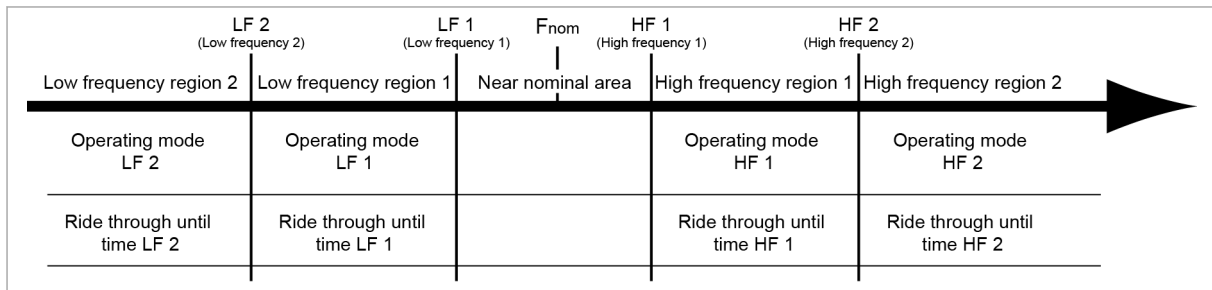 LF 2
(Low frequency 2)
LF 1
(Low frequency 1)
Fnom
HF 1
(High frequency 1)
HF 2
(High frequency 2)
Low frequency region 2
Low frequency region 1
Near nominal area
High frequency region 1
High frequency region 2
Operating mode
LF 2
Operating mode
LF 1
Operating mode
HF 1
Operating mode
HF 2
Ride through until
time LF 2
Ride through until
time LF 1
Ride through until
time HF 1
Ride through until
time HF 2